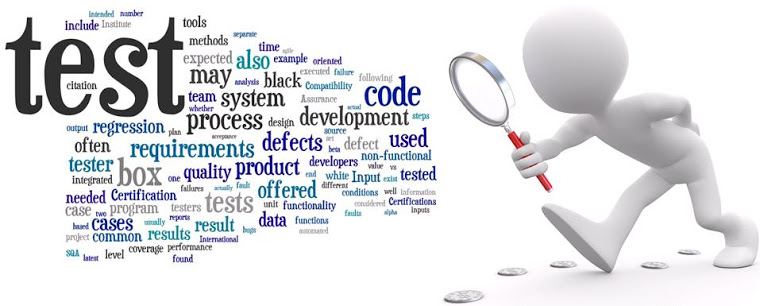 intended number
include Institute
test tools
methods separate
time agile
expected also example oriented
citation may black executed failure
analysis Compatibility following
team system Assurance code
whether actual
process design development steps
output regression plan acceptance source
often requirements defects art defect used
beta
tester box quality product developers non-functional
integrated one end white Input value vs exist tested
needed Certification failures actually fault offered different conditions well information
case two program testers tests unit functionality considered Certifications
based cases usually reports result data functions faults alpha inputs
project common results bugs automated
SQA level coverage performance International
latest found